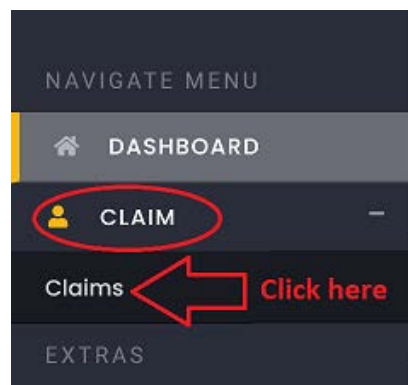 NAVIGATE MENU
DASHBOARD
CLAIM
Claims Click here
EXTRAS